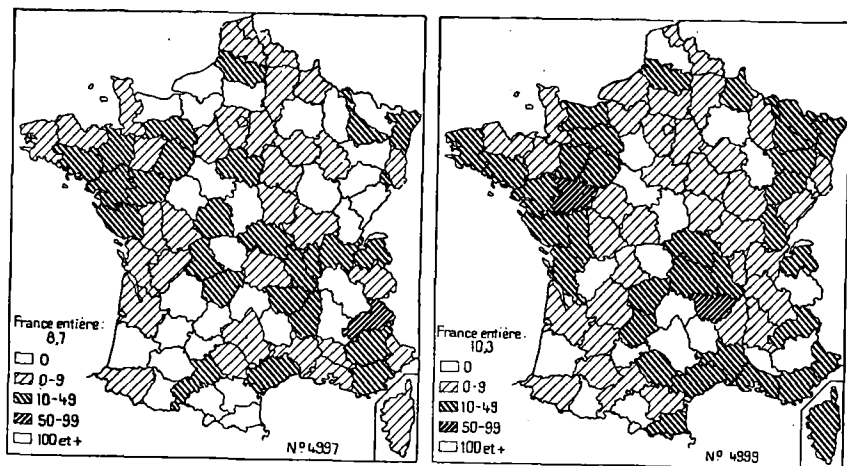 France entière :
8,7
0
0-9
10-49
50-99
100 et +
Nº 4997
France entière :
10,3
0
0-9
10-49
50-99
100 et +
Nº 4999